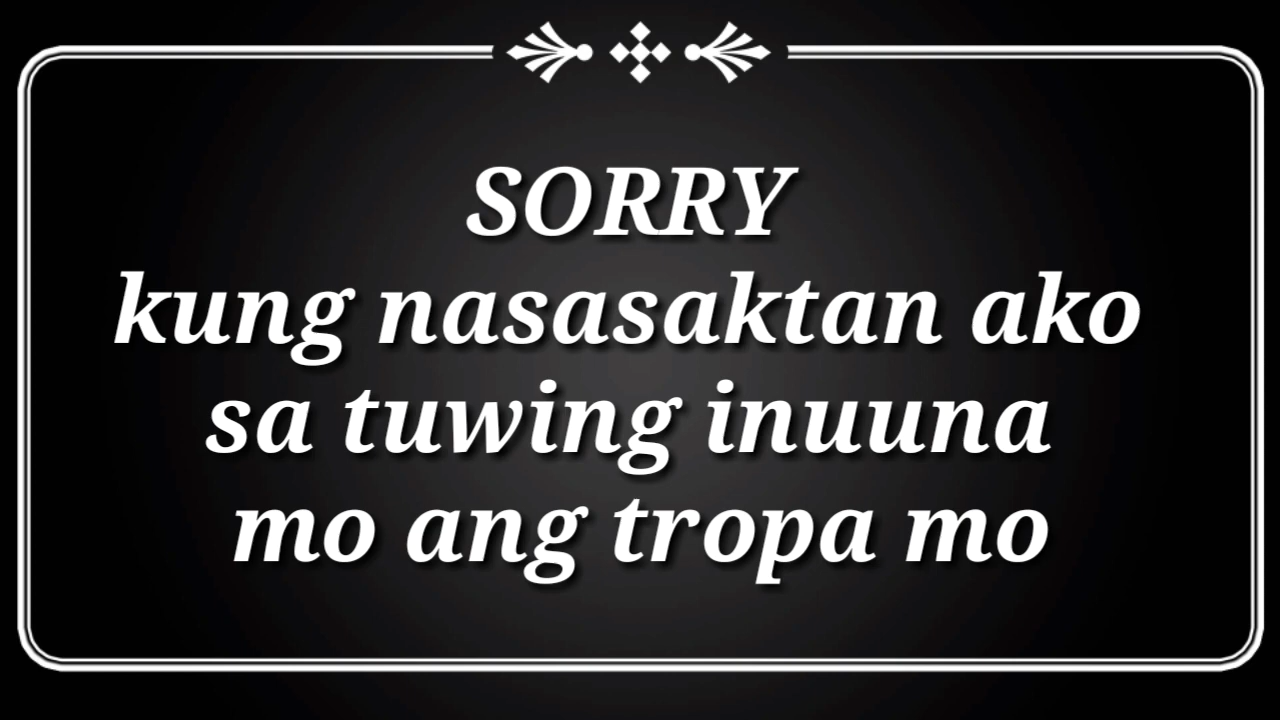 SORRY
kung nasasaktan ako
sa tuwing inuuna
mo ang tropa mo